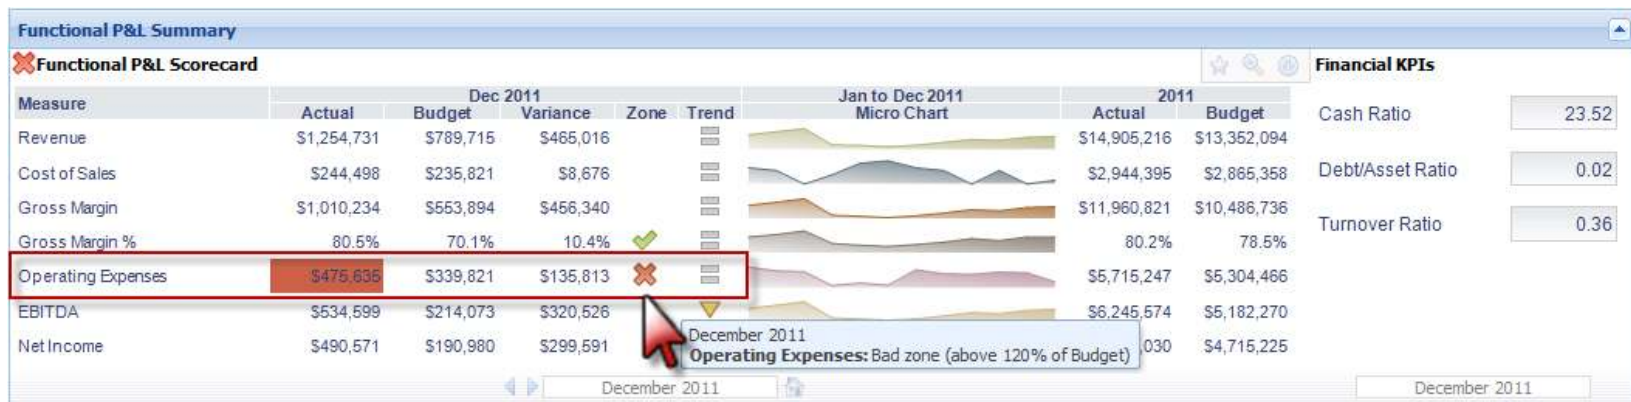 Functional P&L Summary
Functional P&L Scorecard
Financial KPIs
Measure Dec 2011 Jan to Dec 2011 2011
Actual Budget Variance Zone Trend Micro Chart Actual Budget
Revenue $1,254,731 $789,715 $465,016 $14,905,216 $13,352,094
Cost of Sales $244,498 $235,821 $8,676 $2,944,395 $2,865,358
Gross Margin $1,010,234 $553,894 $456,340 $11,960,821 $10,486,736
Gross Margin % 80.5% 70.1% 10.4% 80.2% 78.5%
Operating Expenses $475,635 $339,821 $135,813 $5,715,247 $5,304,466
EBITDA $534,599 $214,073 $320,526 $6,245,574 $5,182,270
Net Income $490,571 $190,980 $299,591 ,030 $4,715,225
December 2011
Operating Expenses: Bad zone (above 120% of Budget)
December 2011
Cash Ratio 23.52
Debt/Asset Ratio 0.02
Turnover Ratio 0.36
December 2011